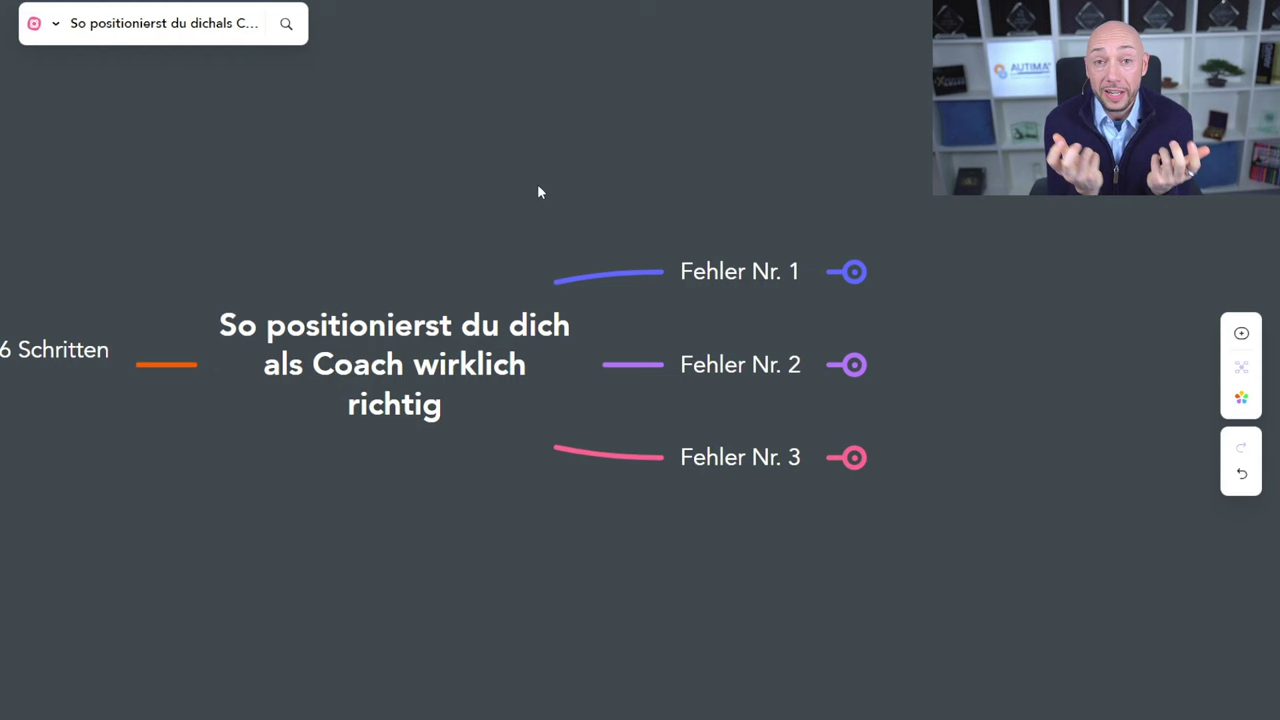 So positionierst du dichals C...
AUTIMA
6 Schritten
So positionierst du dich
als Coach wirklich
richtig
Fehler Nr. 1
Fehler Nr. 2
Fehler Nr. 3